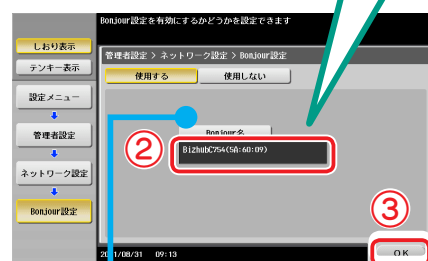 Bonjour設定を有効にするかどうかを設定できます
しおり表示
テンキー表示
管理者設定 > ネットワーク設定 > Bonjour設定
使用する
使用しない
設定メニュー
管理者設定
ネットワーク設定
Bonjour設定
Bonjour名
②
BizhubC754(5A:60:09)
③
1/08/31 09:13
OK